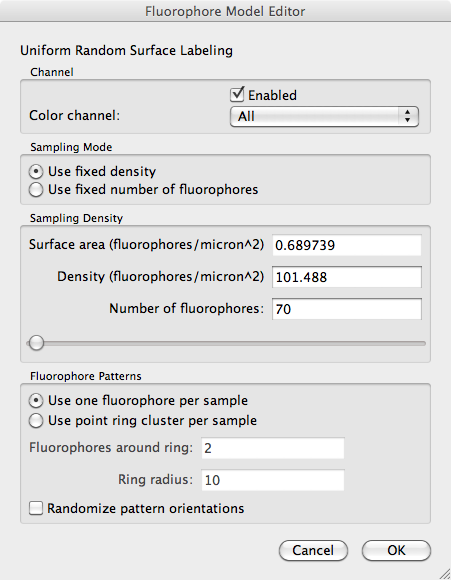 Fluorophore Model Editor
Uniform Random Surface Labeling
Channel
Enabled
Color channel: All
Sampling Mode
Use fixed density
Use fixed number of fluorophores
Sampling Density
Surface area (fluorophores/micron^2) 0.689739
Density (fluorophores/micron^2) 101.488
Number of fluorophores: 70
Fluorophore Patterns
Use one fluorophore per sample
Use point ring cluster per sample
Fluorophores around ring: 2
Ring radius: 10
Randomize pattern orientations
Cancel OK